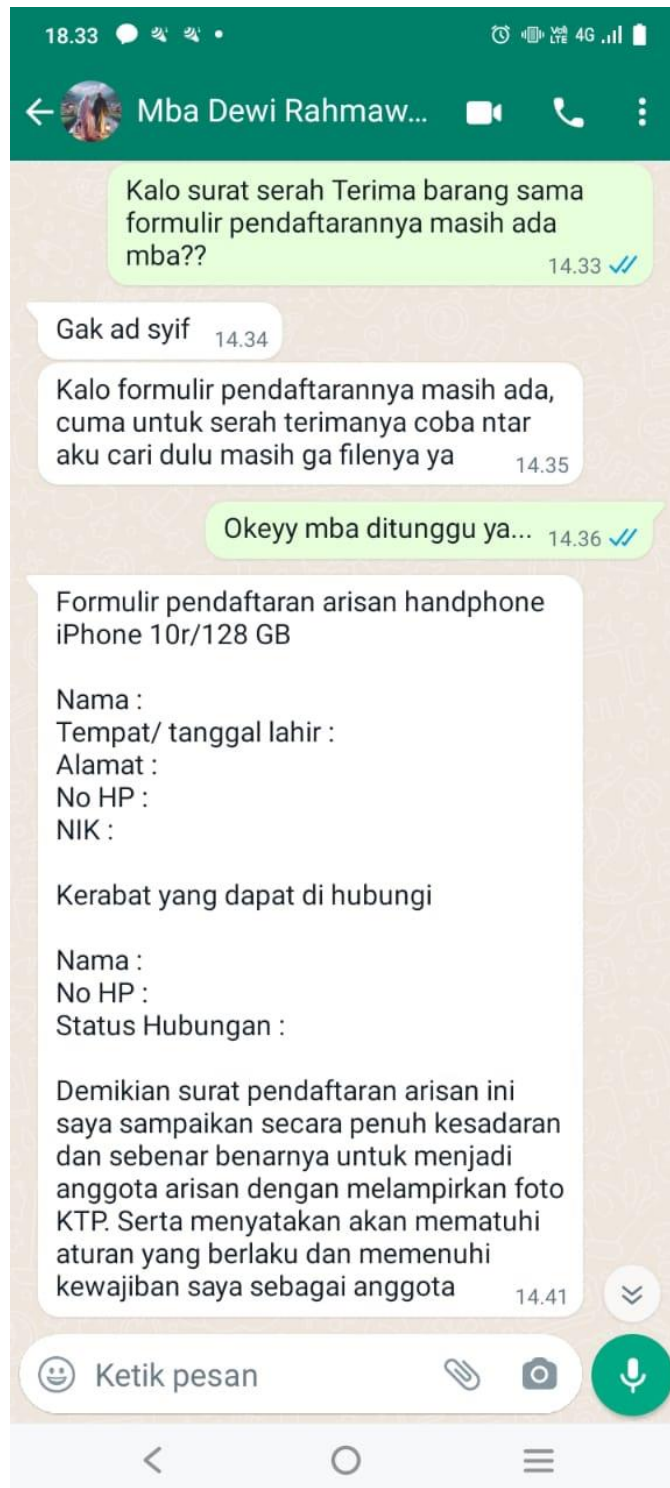 18.33
4G
Mba Dewi Rahmaw...
Kalo surat serah Terima barang sama
formulir pendaftarannya masih ada
mba??
14.33
Gak ad syif 14.34
Kalo formulir pendaftarannya masih ada,
cuma untuk serah terimanya coba ntar
aku cari dulu masih ga filenya ya 14.35
Okeyy mba ditunggu ya... 14.36
Formulir pendaftaran arisan handphone
iPhone 10r/128 GB
Nama :
Tempat/ tanggal lahir :
Alamat :
No HP :
NIK :
Kerabat yang dapat di hubungi
Nama :
No HP :
Status Hubungan :
Demikian surat pendaftaran arisan ini
saya sampaikan secara penuh kesadaran
dan sebenar benarnya untuk menjadi
anggota arisan dengan melampirkan foto
KTP. Serta menyatakan akan mematuhi
aturan yang berlaku dan memenuhi
kewajiban saya sebagai anggota 14.41
Ketik pesan